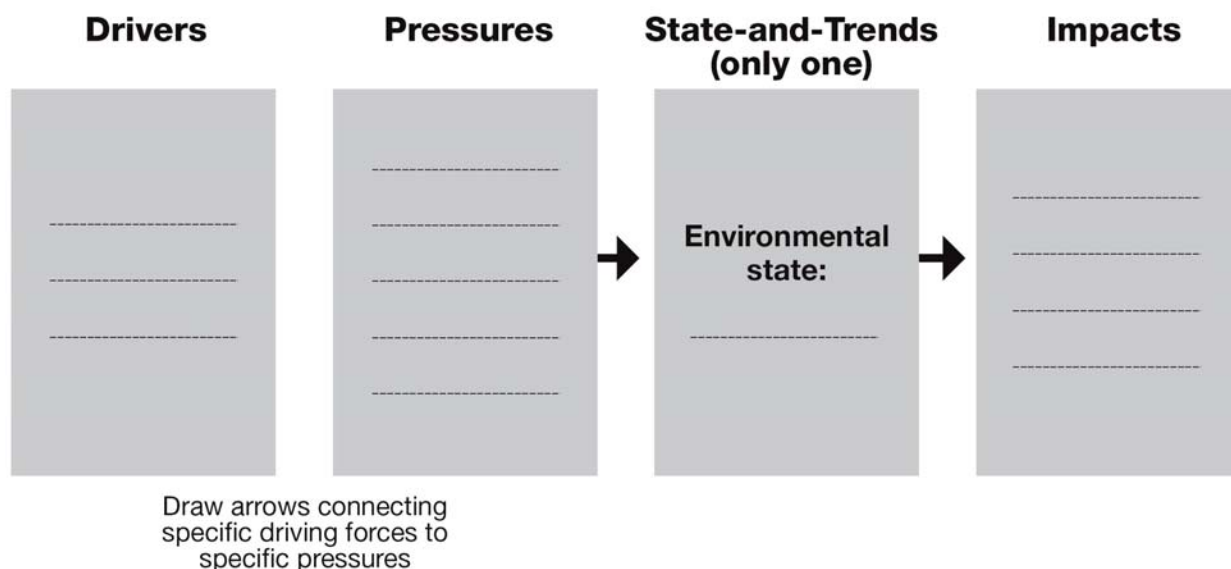 Drivers
Pressures
State-and-Trends
(only one)
Impacts
Environmental
state:
Draw arrows connecting
specific driving forces to
specific pressures